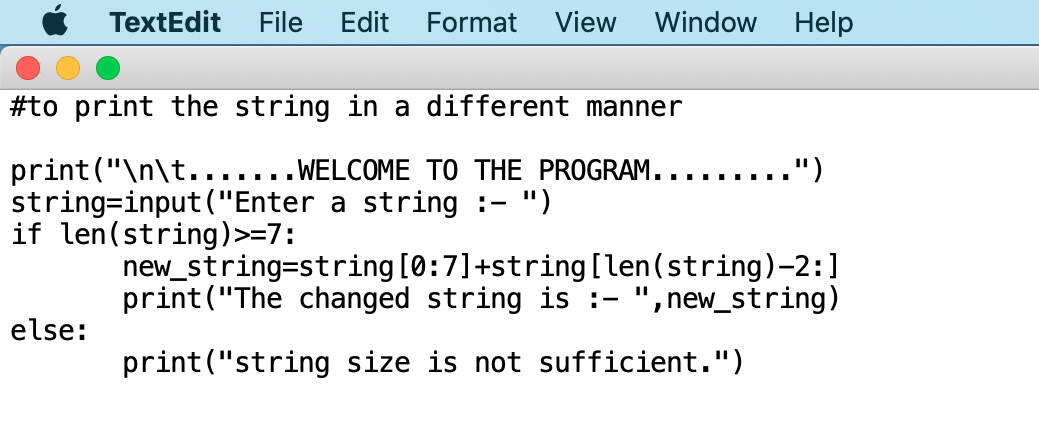 TextEdit File Edit Format View Window Help
#to print the string in a different manner
print("\n\t.......WELCOME TO THE PROGRAM.........")
string=input("Enter a string :- ")
if len(string)>=7:
        new_string=string[0:7]+string[len(string)-2:]
        print("The changed string is :- ",new_string)
else:
        print("string size is not sufficient.")